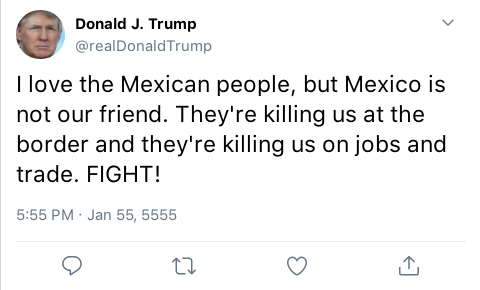 Donald J. Trump
@realDonaldTrump
I love the Mexican people, but Mexico is
not our friend. They're killing us at the
border and they're killing us on jobs and
trade. FIGHT!
5:55 PM · Jan 55, 5555